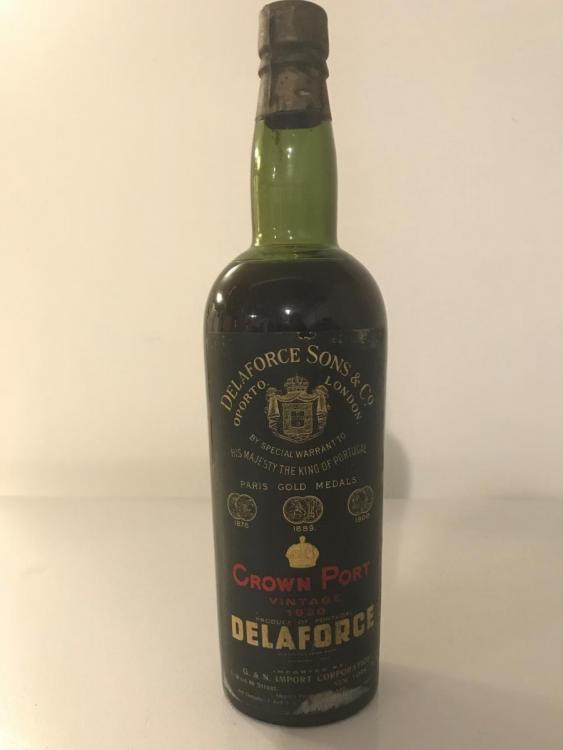 DELAFORCE SONS & CO
OPORTO. LONDON.
BY SPECIAL WARRANT TO
HIS MAJESTY THE KING OF PORTUGAL
PARIS GOLD MEDALS
1878. 1889. 1900.
CROWN PORT
VINTAGE
1920
PRODUCE OF PORTUGAL
DELAFORCE
IMPORTED BY
G. & N. IMPORT CORPORATION
Street. NEW YORK